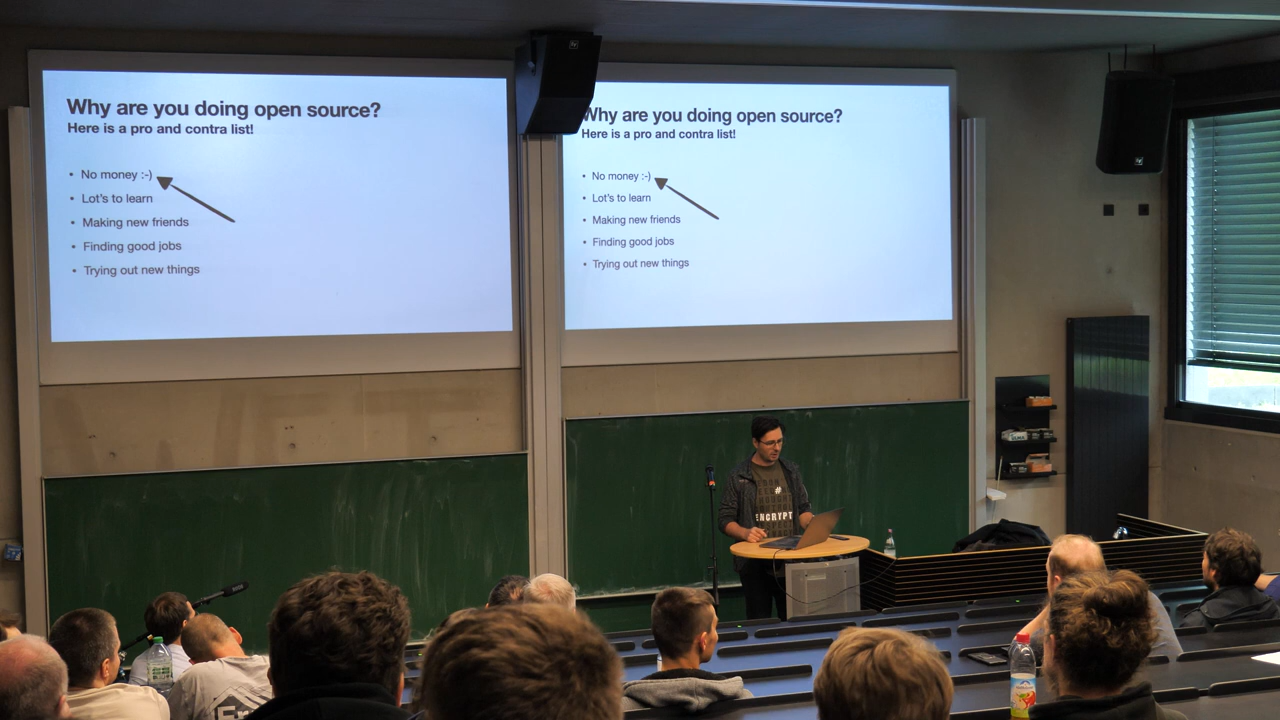 Why are you doing open source?
Here is a pro and contra list!
• No money :-)
• Lot's to learn
• Making new friends
• Finding good jobs
• Trying out new things
Why are you doing open source?
Here is a pro and contra list!
• No money :-)
• Lot's to learn
• Making new friends
• Finding good jobs
• Trying out new things
#
ENCRYPT